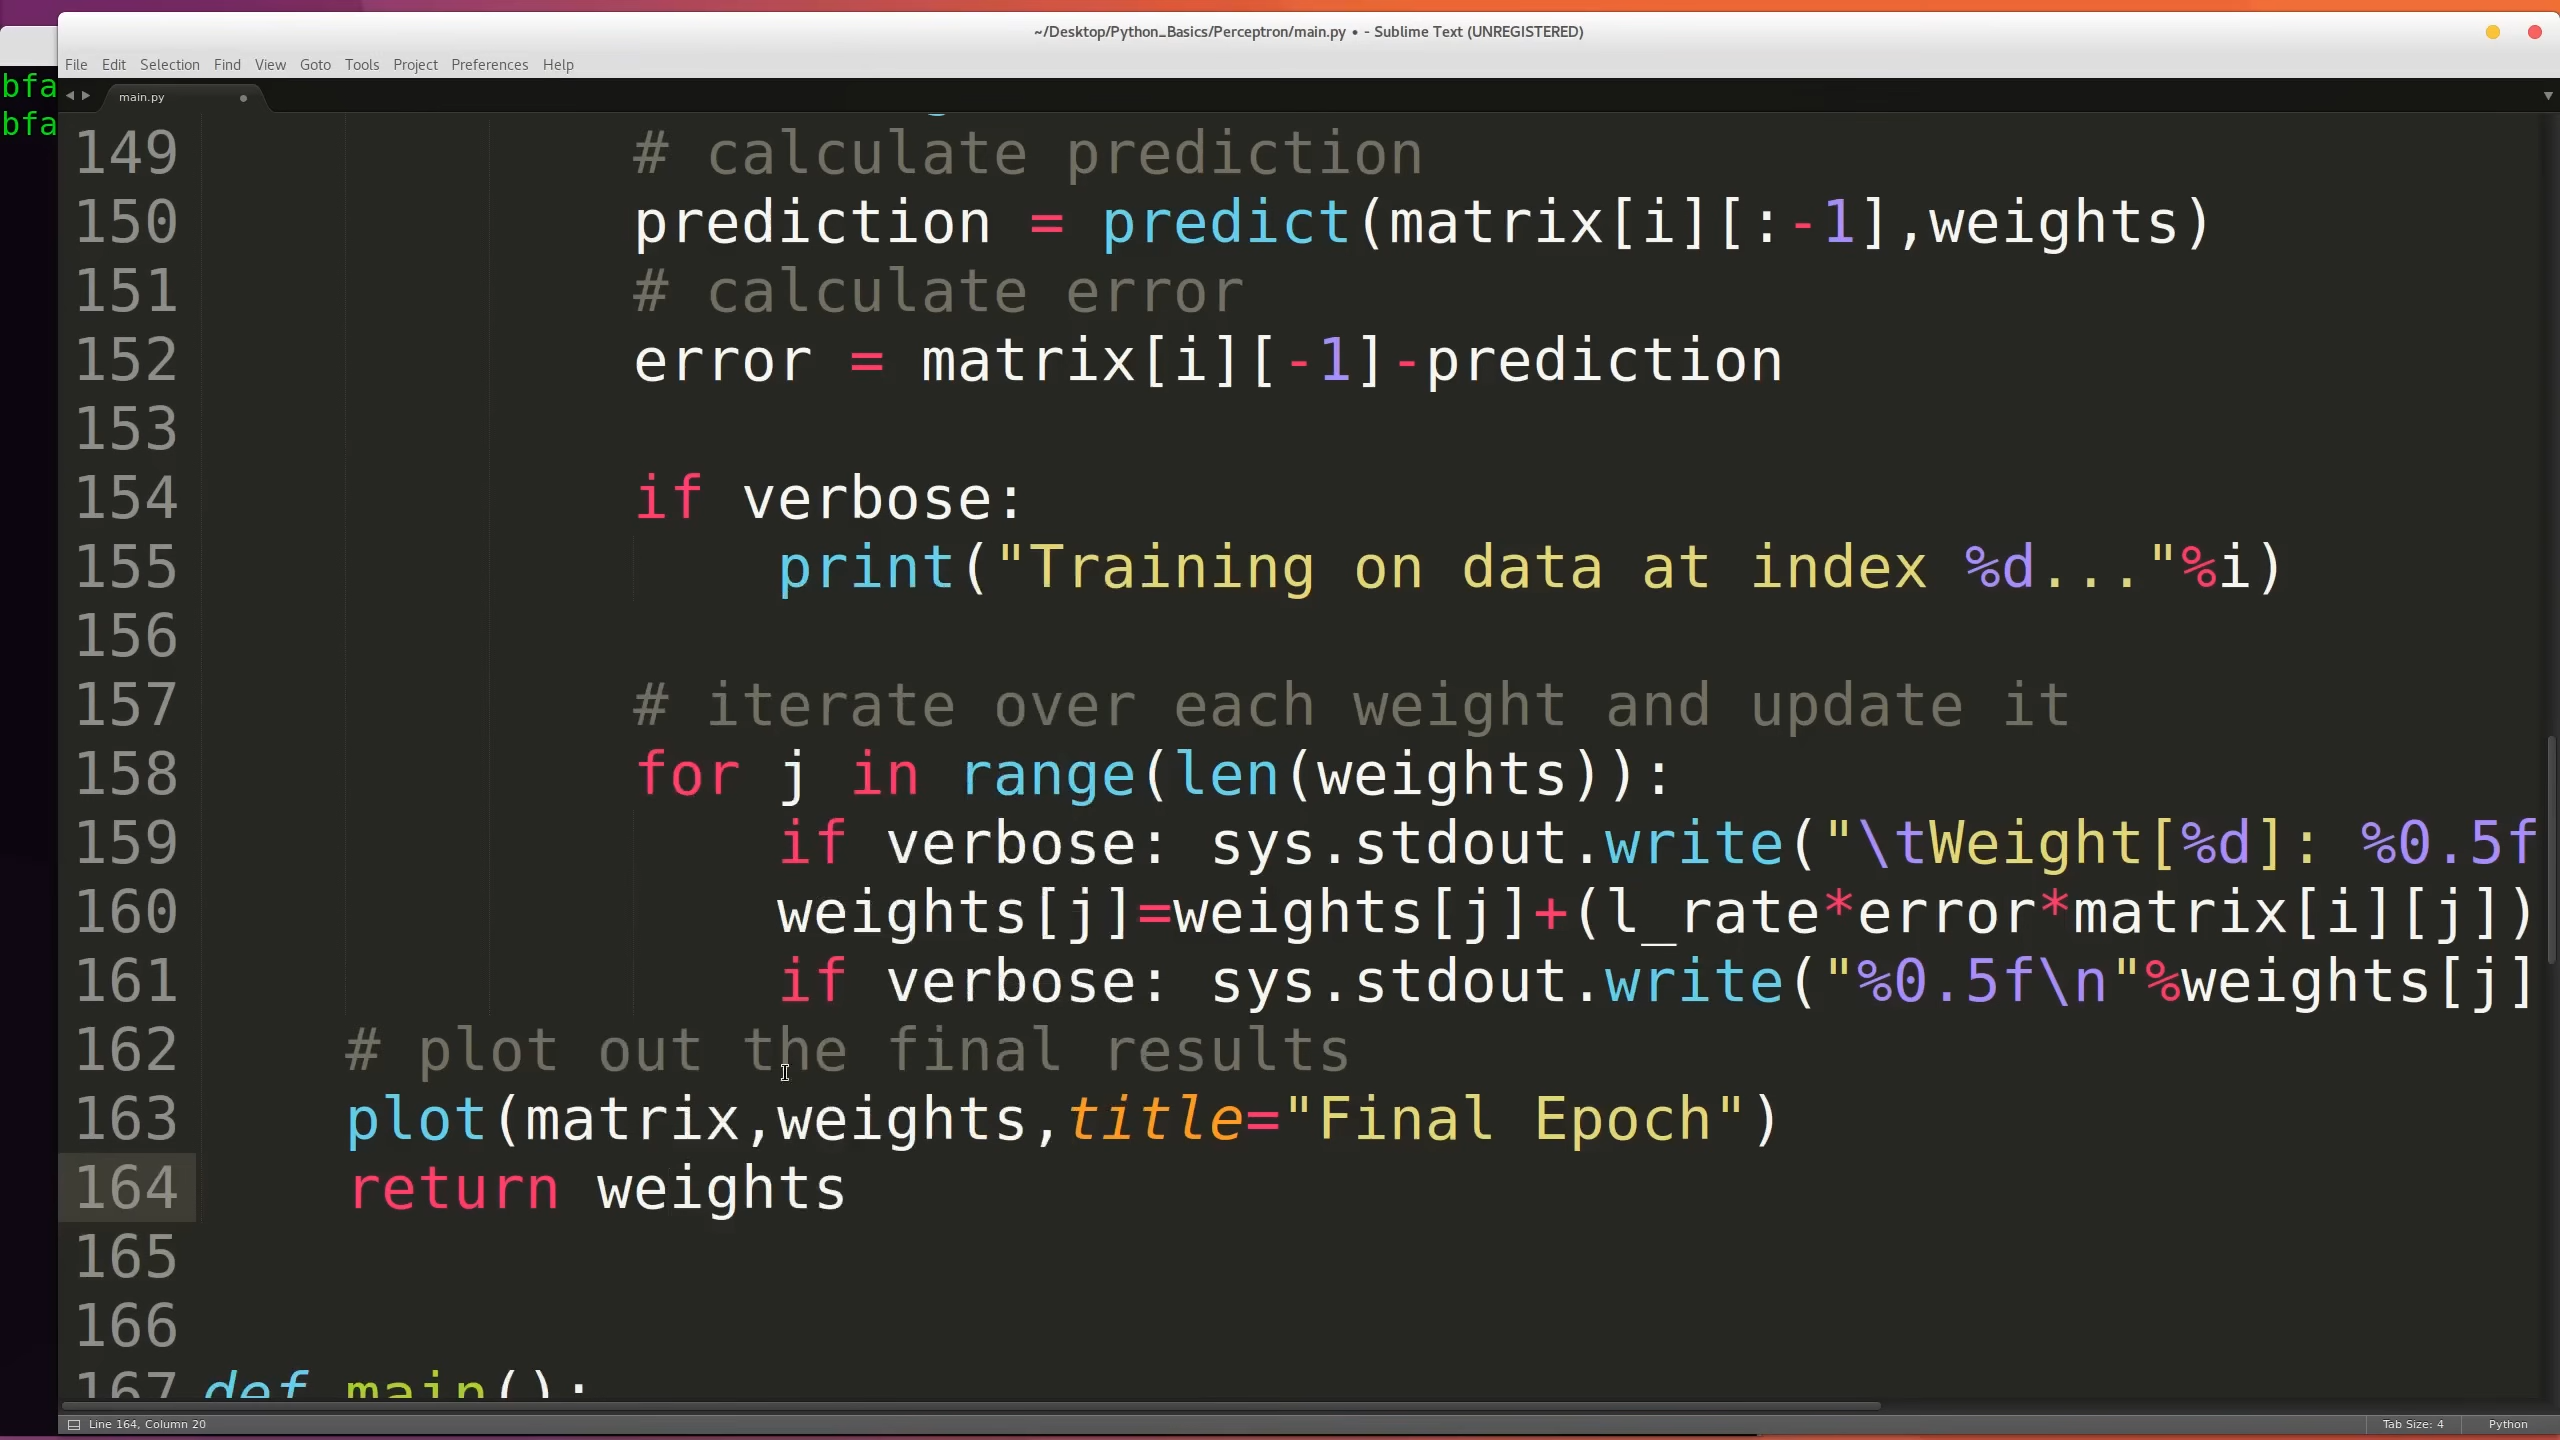 ~/Desktop/Python_Basics/Perceptron/main.py • - Sublime Text (UNREGISTERED)
File Edit Selection Find View Goto Tools Project Preferences Help
main.py
bfa
bfa
149 # calculate prediction
150 prediction = predict(matrix[i][:-1],weights)
151 # calculate error
152 error = matrix[i][-1]-prediction
153
154 if verbose:
155 print("Training on data at index %d..."%i)
156
157 # iterate over each weight and update it
158 for j in range(len(weights)):
159 if verbose: sys.stdout.write("\tWeight[%d]: %0.5f
160 weights[j]=weights[j]+(l_rate*error*matrix[i][j])
161 if verbose: sys.stdout.write("%0.5f\n"%weights[j]
162 # plot out the final results
163 plot(matrix,weights,title="Final Epoch")
164 return weights
165
166
167 def main():
Line 164, Column 20
Tab Size: 4 Python